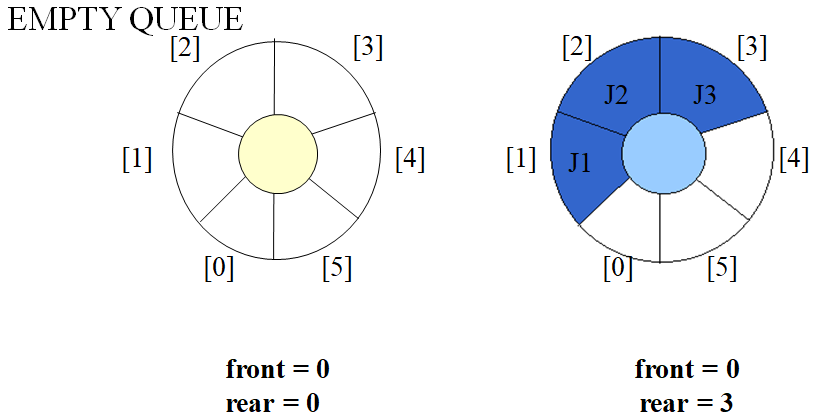 EMPTY QUEUE
[2]
[3]
[1]
[4]
[0]
[5]
front = 0
rear = 0
[2]
[3]
J2
J3
[1]
J1
[4]
[0]
[5]
front = 0
rear = 3